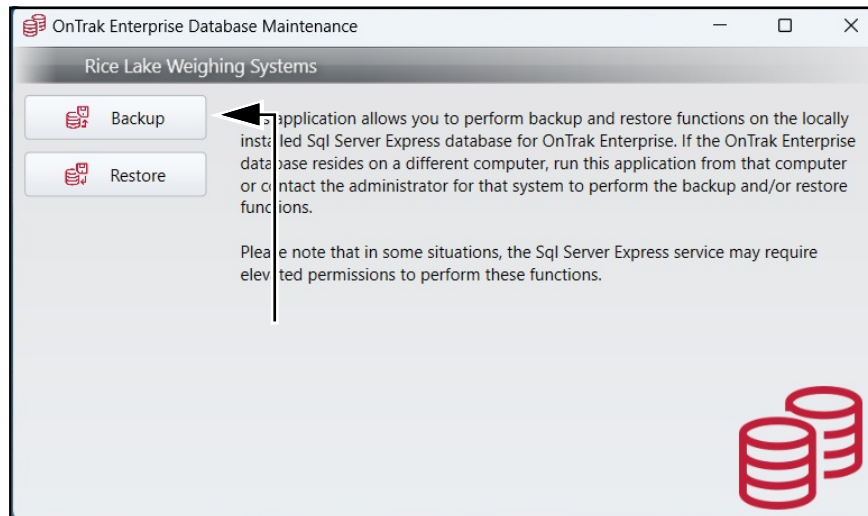 OnTrak Enterprise Database Maintenance
Rice Lake Weighing Systems
Backup
Restore
application allows you to perform backup and restore functions on the locally
installed Sql Server Express database for OnTrak Enterprise. If the OnTrak Enterprise
database resides on a different computer, run this application from that computer
or contact the administrator for that system to perform the backup and/or restore
functions.
Please note that in some situations, the Sql Server Express service may require
elevated permissions to perform these functions.